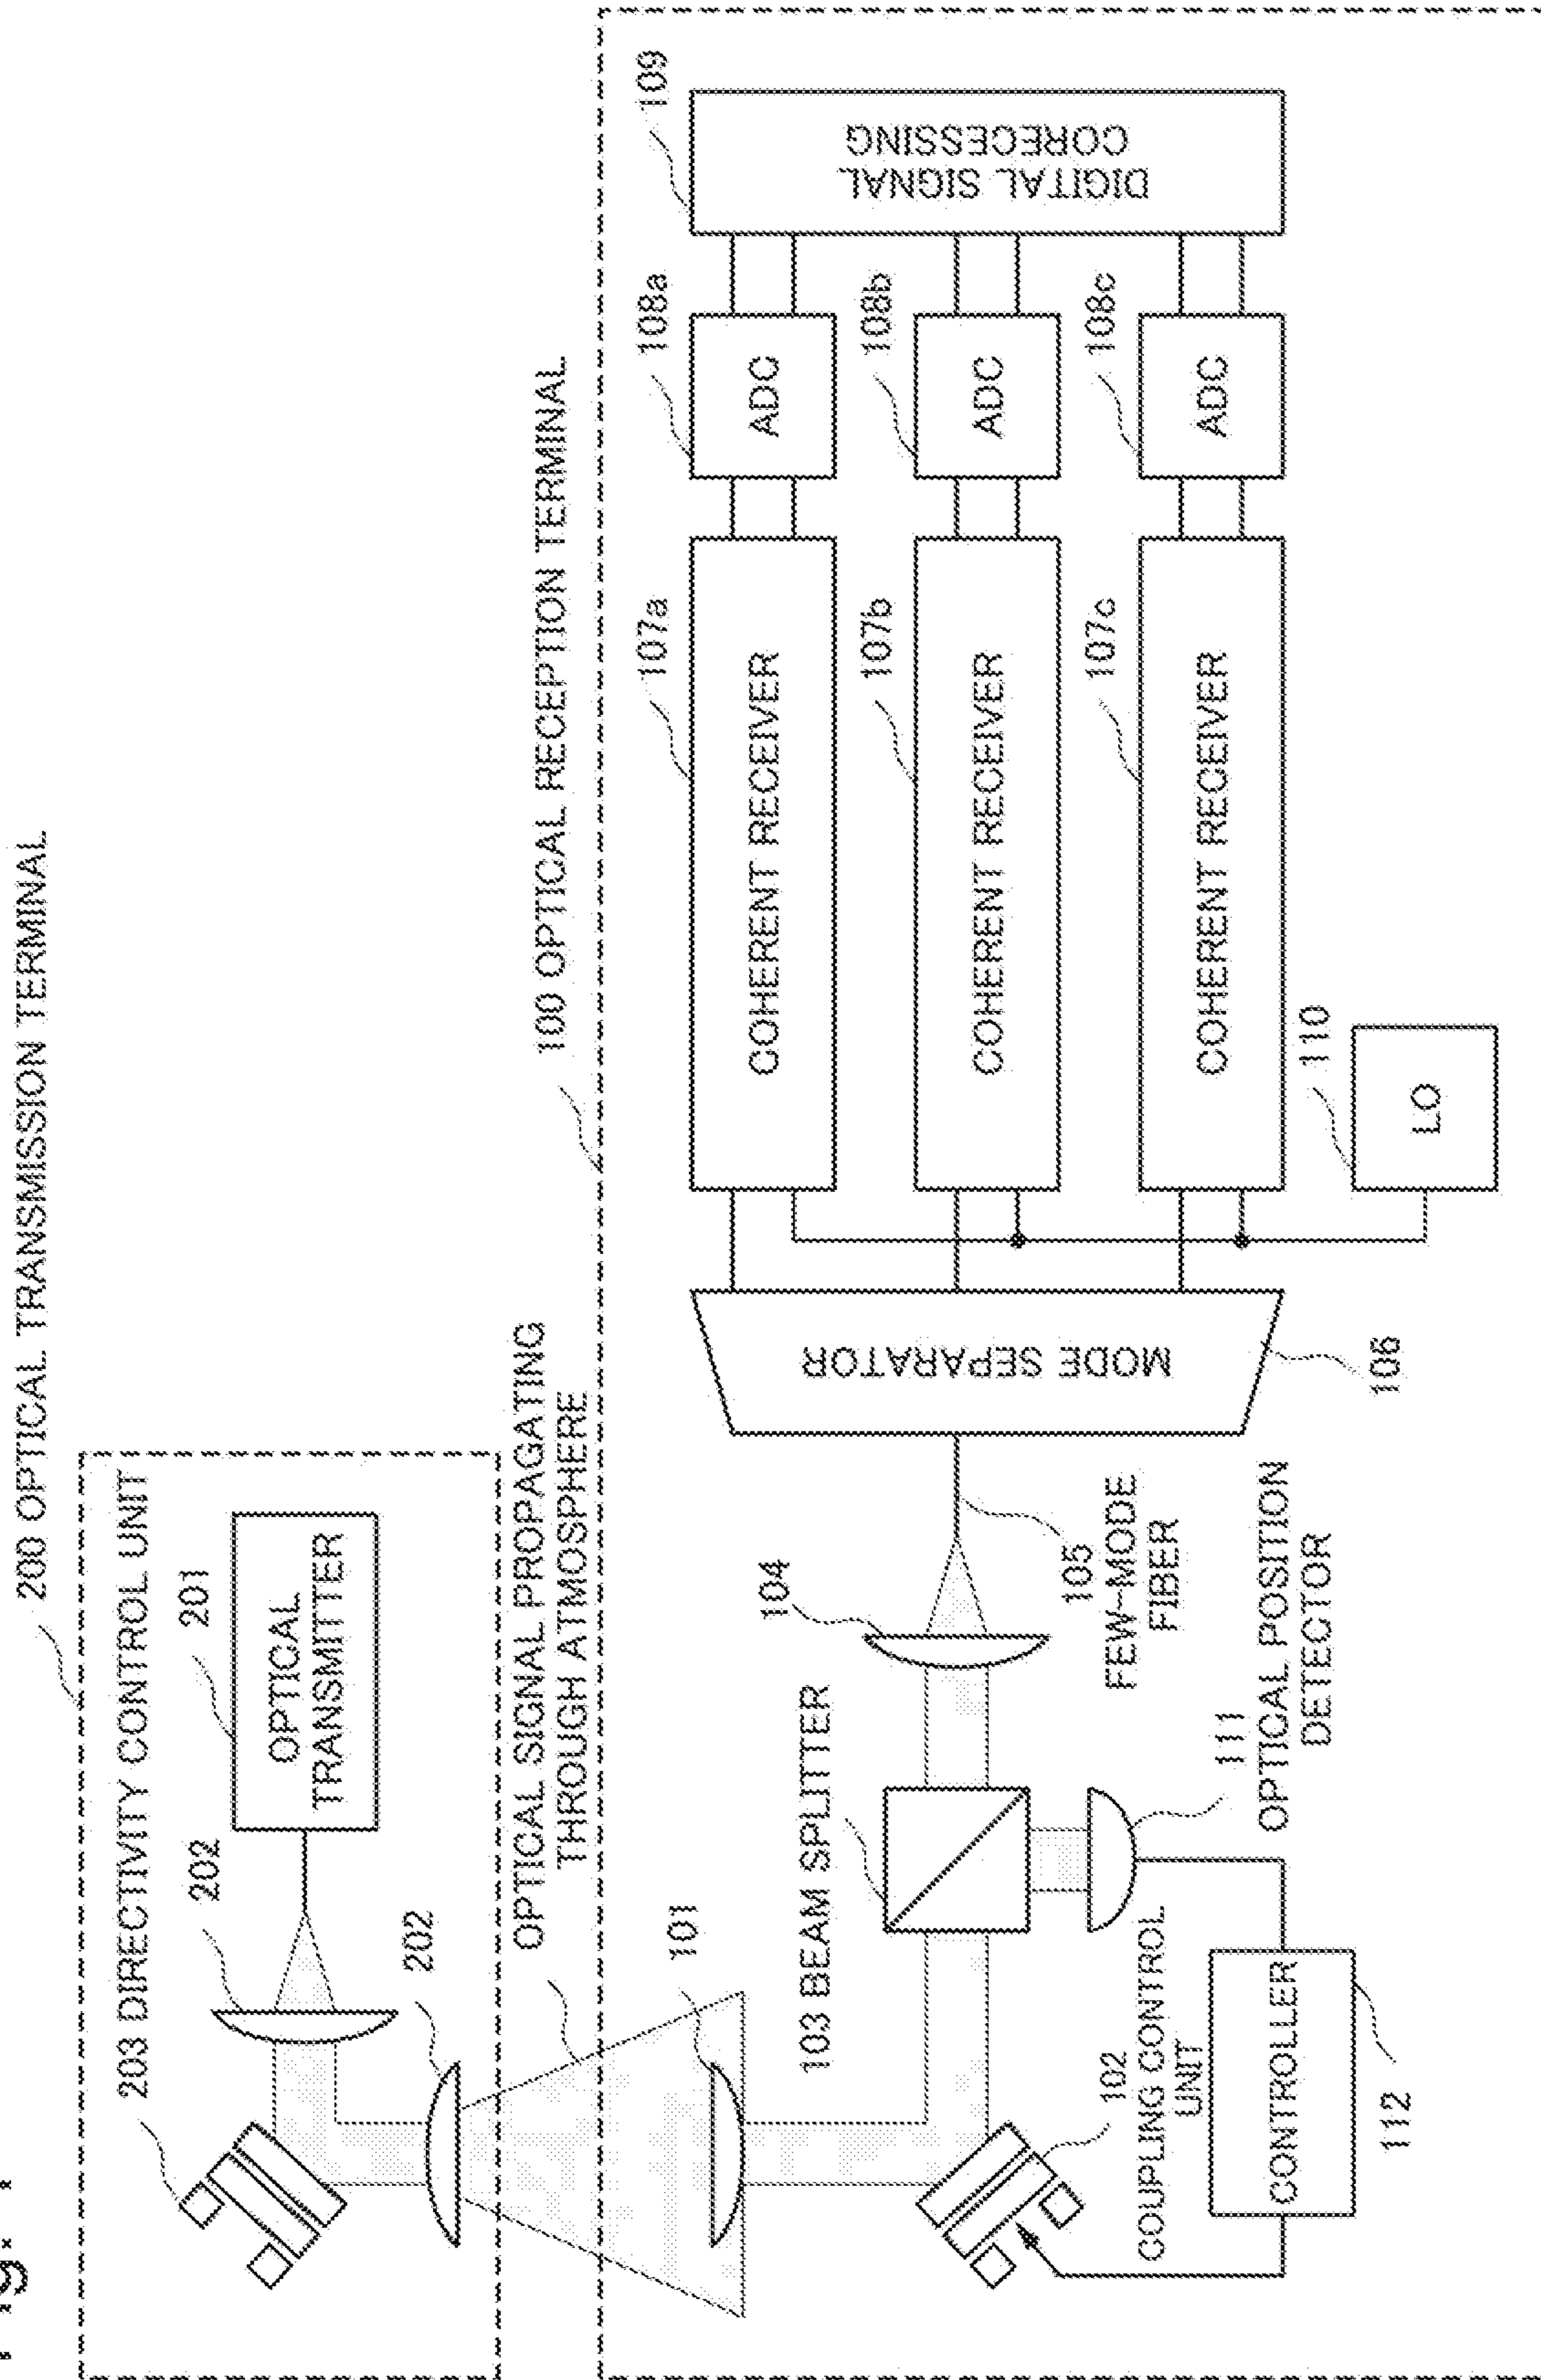 Fig. 1
200 OPTICAL TRANSMISSION TERMINAL
203 DIRECTIVITY CONTROL UNIT
202
201
OPTICAL
TRANSMITTER
202
OPTICAL SIGNAL PROPAGATING
THROUGH ATMOSPHERE
100 OPTICAL RECEPTION TERMINAL
101
103 BEAM SPLITTER
104
105
FEW-MODE
FIBER
MODE SEPARATOR
106
107a
COHERENT RECEIVER
108a
ADC
109
DIGITAL SIGNAL
CORECESSING
107b
COHERENT RECEIVER
108b
ADC
107c
COHERENT RECEIVER
108c
ADC
110
LO
102
COUPLING CONTROL
UNIT
111
OPTICAL POSITION
DETECTOR
CONTROLLER
112